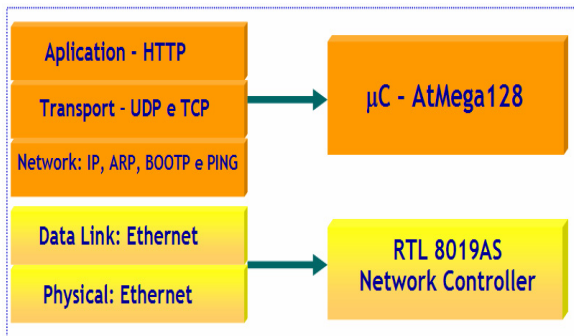 Aplication - HTTP
Transport - UDP e TCP
Network: IP, ARP, BOOTP e PING
μC - AtMega128
Data Link: Ethernet
Physical: Ethernet
RTL 8019AS
Network Controller